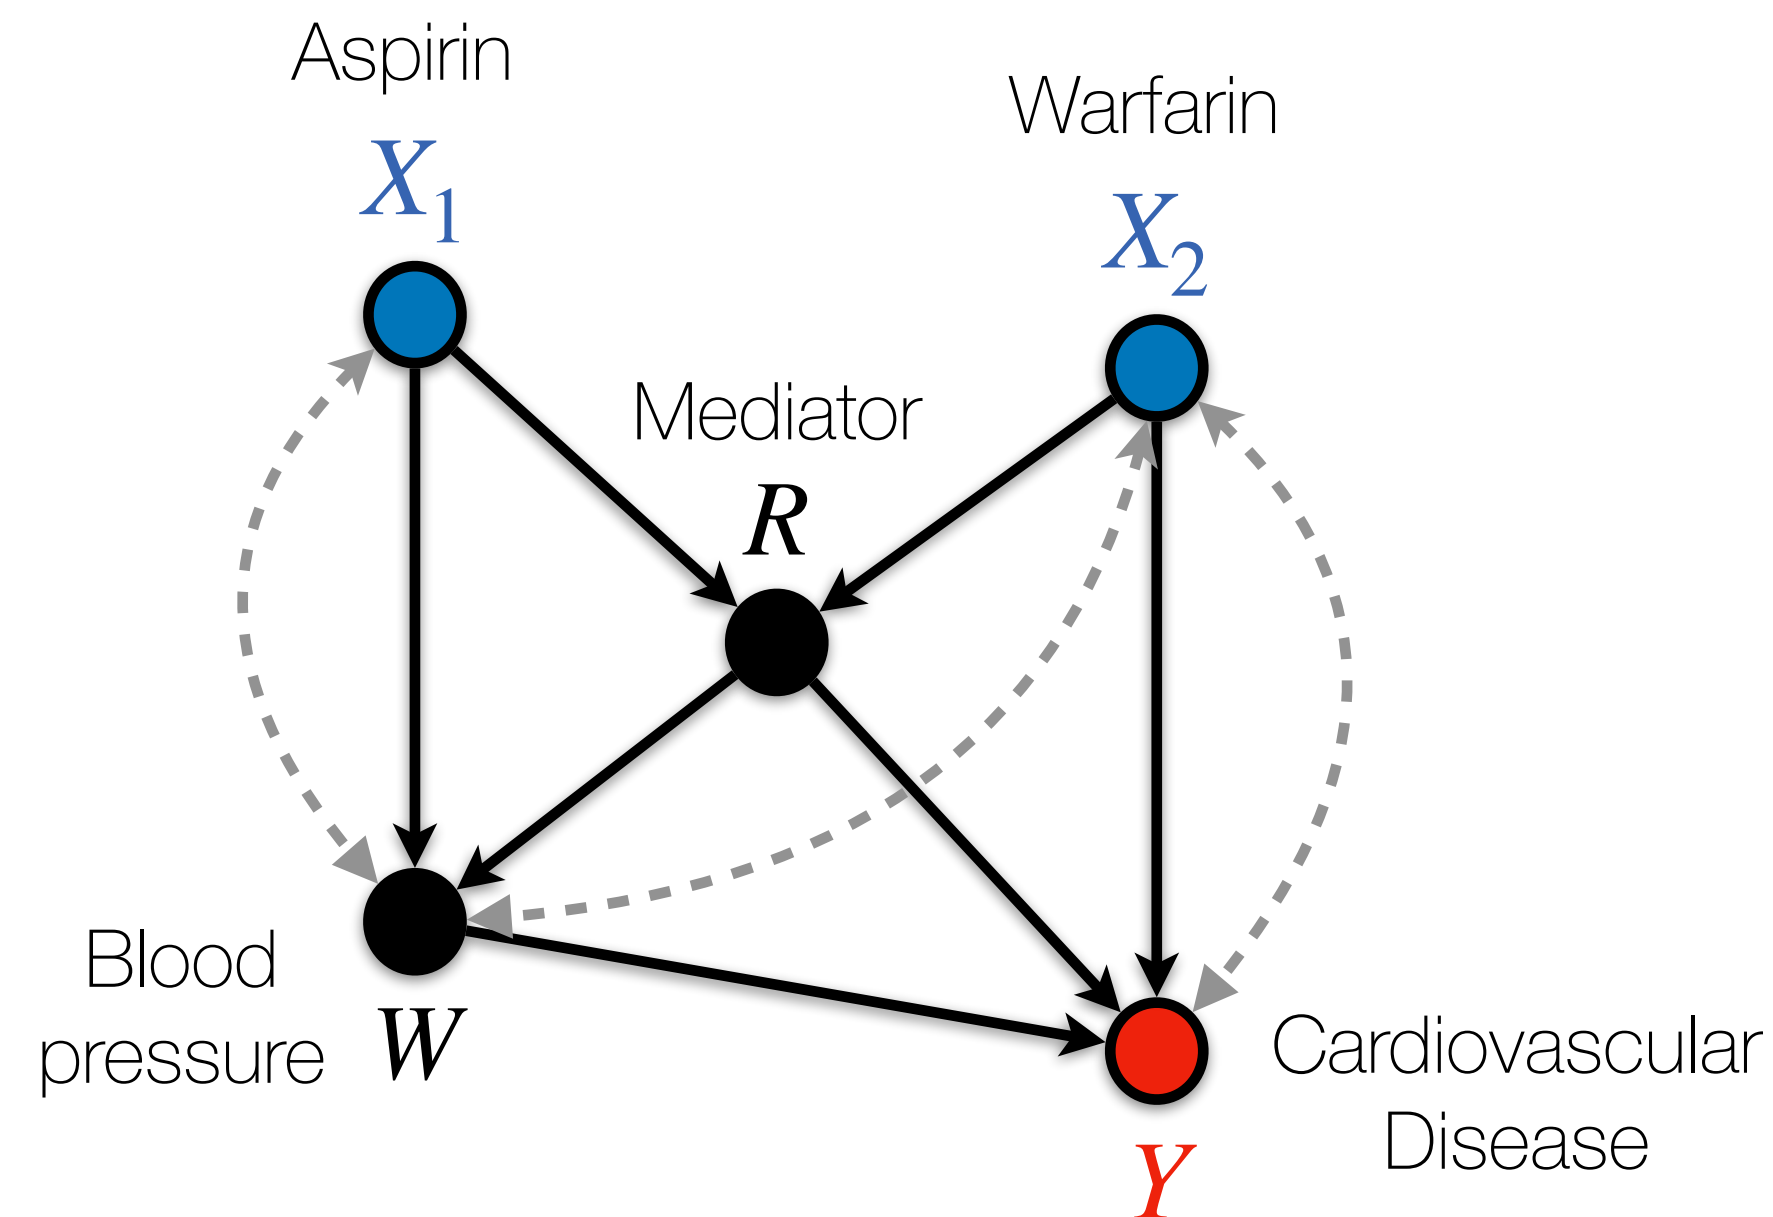 Aspirin
X₁
Warfarin
X₂
Mediator
R
Blood
pressure
W
Cardiovascular
Disease
Y